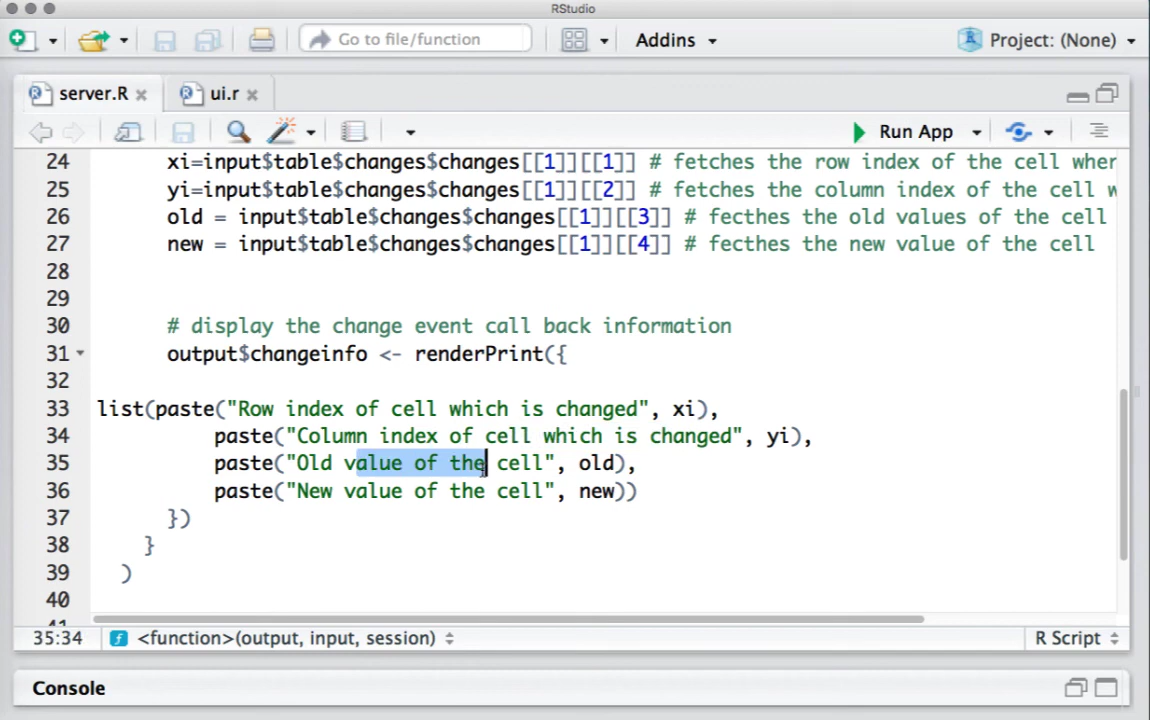 RStudio
Go to file/function
Addins
Project: (None)
server.R
ui.r
Run App
24 xi=input$table$changes$changes[[1]][[1]] # fetches the row index of the cell wher
25 yi=input$table$changes$changes[[1]][[2]] # fetches the column index of the cell w
26 old = input$table$changes$changes[[1]][[3]] # fecthes the old values of the cell
27 new = input$table$changes$changes[[1]][[4]] # fecthes the new value of the cell
28
29
30 # display the change event call back information
31 output$changeinfo <- renderPrint({
32
33 list(paste("Row index of cell which is changed", xi),
34 paste("Column index of cell which is changed", yi),
35 paste("Old value of the cell", old),
36 paste("New value of the cell", new))
37 })
38 }
39 )
40
35:34 <function>(output, input, session) R Script
Console